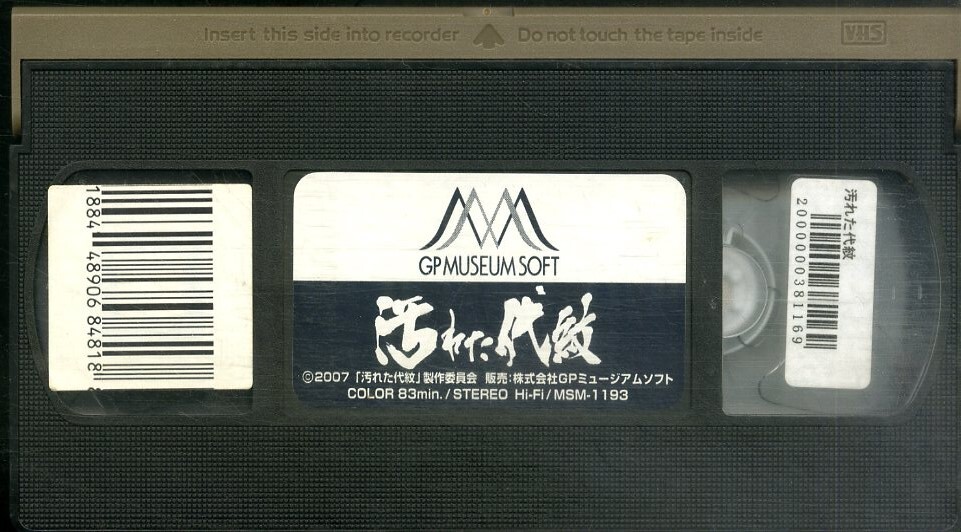 Insert this side into recorder Do not touch the tape inside VHS
1884 48906 84818
GP MUSEUM SOFT
汚れた代紋
©2007「汚れた代紋」製作委員会 販売:株式会社GPミュージアムソフト
COLOR 83min./STEREO Hi-Fi/MSM-1193
汚れた代紋
2000000381169